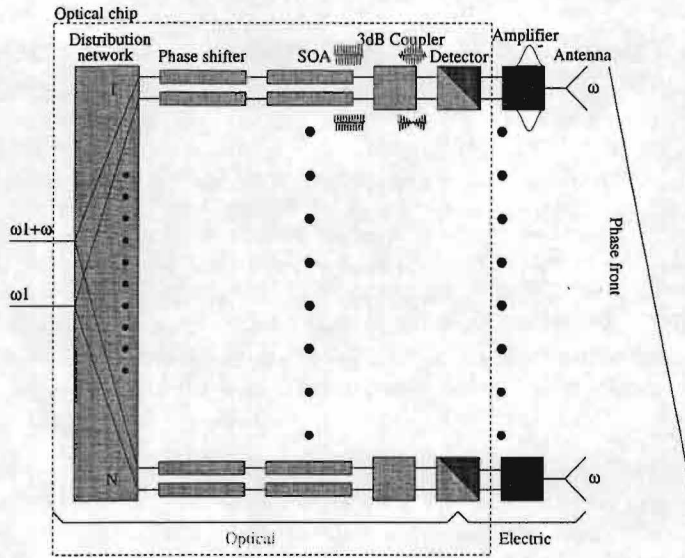 Optical chip
Distribution network
Phase shifter
SOA
3dB Coupler
Detector
Amplifier
Antenna
1
ω
ω1+ω
ω1
Phase front
N
ω
Optical
Electric